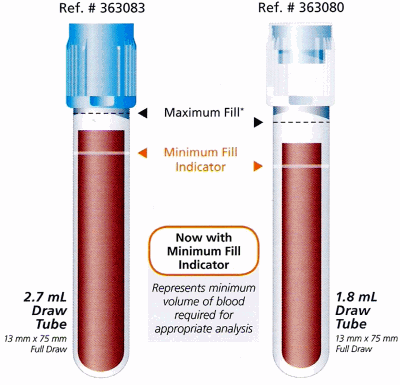 Ref. # 363083
Ref. # 363080
Maximum Fill*
Minimum Fill
Indicator
Now with
Minimum Fill
Indicator
Represents minimum
volume of blood
required for
appropriate analysis
2.7 mL
Draw
Tube
13 mm x 75 mm
Full Draw
1.8 mL
Draw
Tube
13 mm x 75 mm
Full Draw